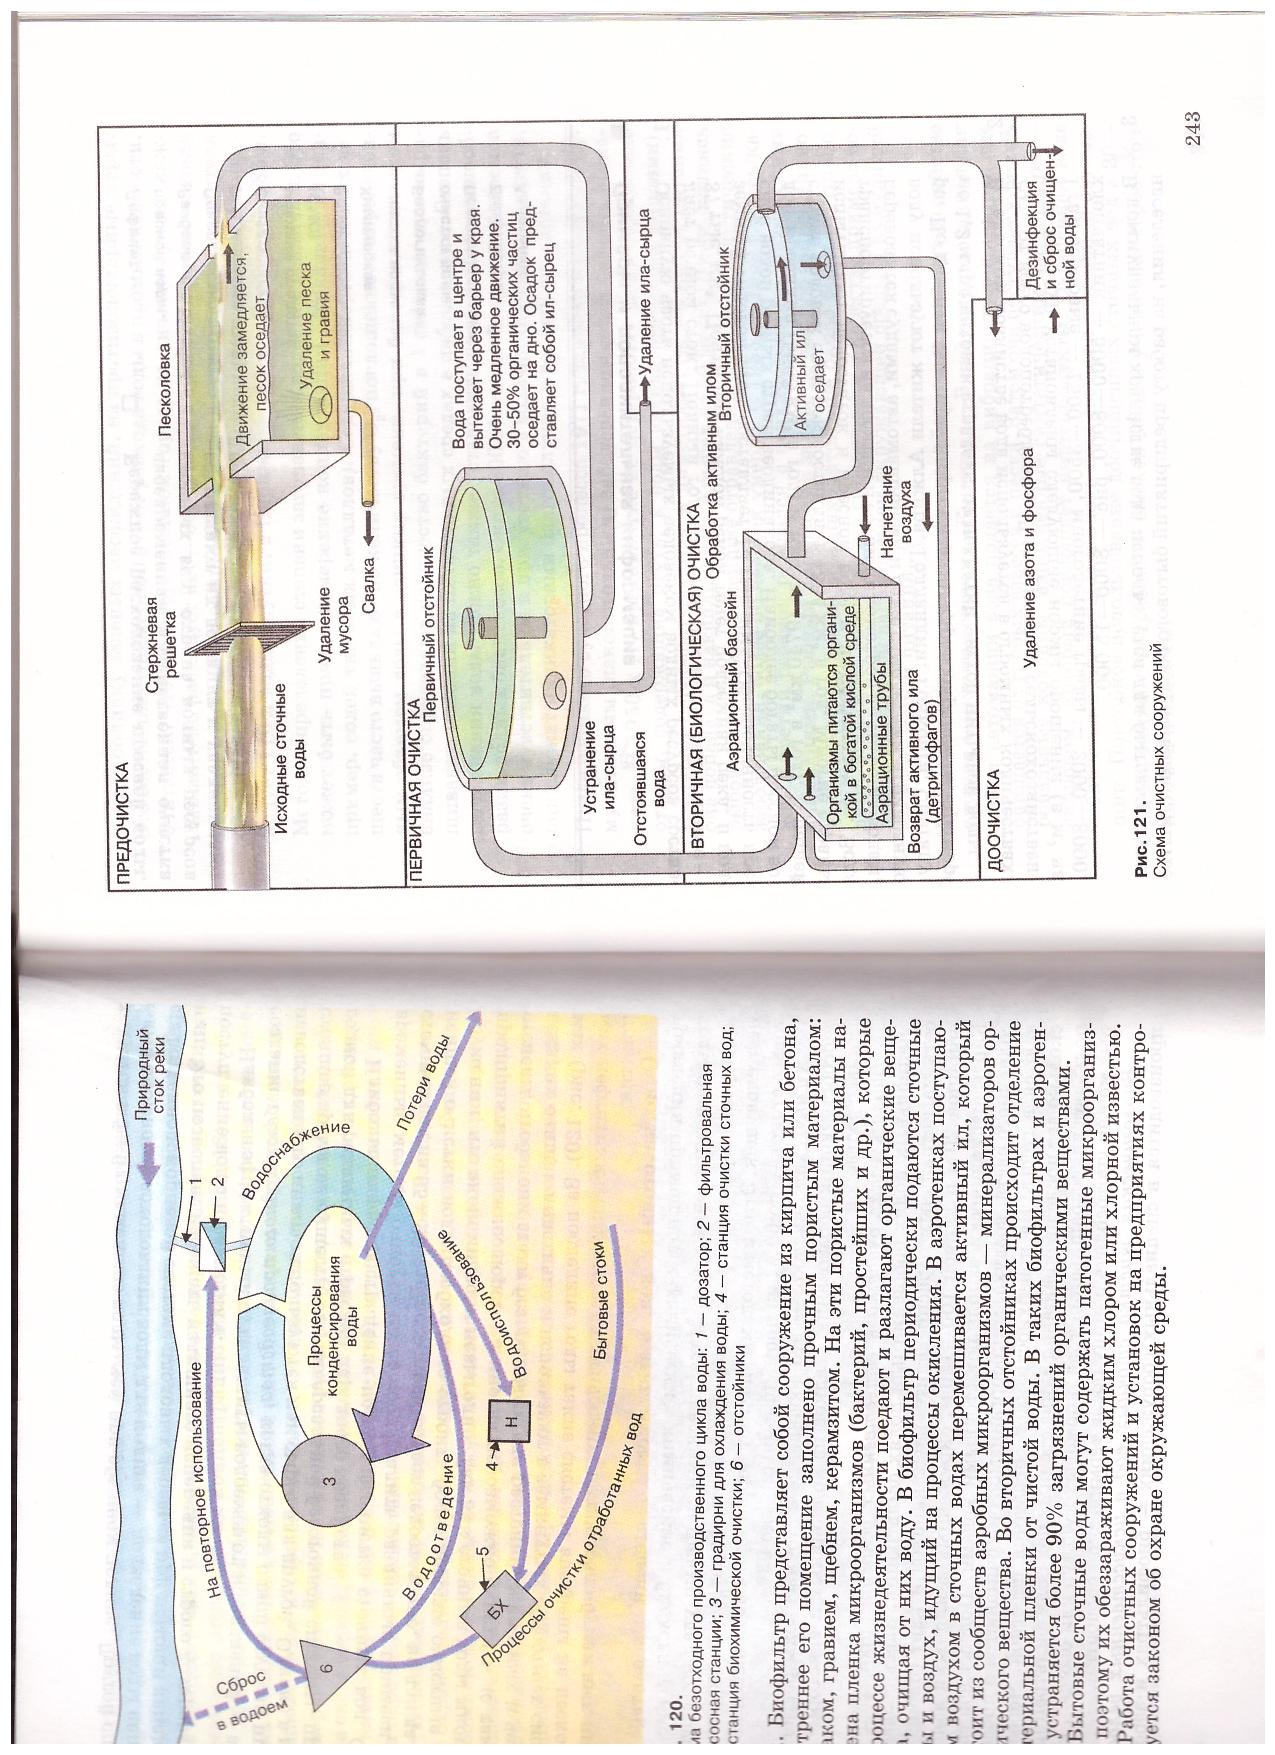 Природный
сток реки
1
2
Водоснабжение
Потери воды
Процессы
конденсирования
воды
3
На повторное использование
Водоиспользование
Водоотведение
Бытовые стоки
Н
4
5
БХ
Процессы очистки отработанных вод
6
Сброс
в водоем
120.
безотходного производственного цикла воды: 1 — дозатор; 2 — фильтровальная
станции; 3 — градирни для охлаждения воды; 4 — станция очистки сточных вод;
станция биохимической очистки; 6 — отстойники
Биофильтр представляет собой сооружение из кирпича или бетона,
треннее его помещение заполнено прочным пористым материалом:
аком, гравием, щебнем, керамзитом. На эти пористые материалы на-
ена пленка микроорганизмов (бактерий, простейших и др.), которые
роцессе жизнедеятельности поедают и разлагают органические веще-
а, очищая от них воду. В биофильтр периодически подаются сточные
ы и воздух, идущий на процессы окисления. В аэротенках поступаю-
м воздухом в сточных водах перемешивается активный ил, который
оит из сообществ аэробных микроорганизмов — минерализаторов ор-
ического вещества. Во вторичных отстойниках происходит отделение
териальной пленки от чистой воды. В таких биофильтрах и аэротен-
устраняется более 90% загрязнений органическими веществами.
Бытовые сточные воды могут содержать патогенные микроорганиз-
поэтому их обеззараживают жидким хлором или хлорной известью.
Работа очистных сооружений и установок на предприятиях контро-
уется законом об охране окружающей среды.
ПРЕДОЧИСТКА
Стержневая
решетка
Песколовка
Исходные сточные
воды
Удаление
мусора
Свалка
Движение замедляется,
песок оседает
Удаление песка
и гравия
ПЕРВИЧНАЯ ОЧИСТКА
Первичный отстойник
Вода поступает в центре и
вытекает через барьер у края.
Очень медленное движение.
30–50% органических частиц
оседает на дно. Осадок пред-
ставляет собой ил-сырец
Устранение
ила-сырца
Отстоявшаяся
вода
Удаление ила-сырца
ВТОРИЧНАЯ (БИОЛОГИЧЕСКАЯ) ОЧИСТКА
Обработка активным илом
Аэрационный бассейн
Вторичный отстойник
Активный ил
оседает
Организмы питаются органи-
кой в богатой кислой среде
Аэрационные трубы
Нагнетание
воздуха
Возврат активного ила
(детритофагов)
ДООЧИСТКА
Удаление азота и фосфора
Дезинфекция
и сброс очищен-
ной воды
Рис.121.
Схема очистных сооружений
243